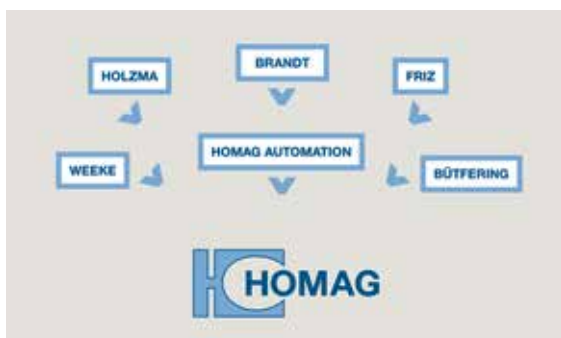 BRANDT
HOLZMA
FRIZ
HOMAG AUTOMATION
WEEKE
BÜTFERING
HOMAG